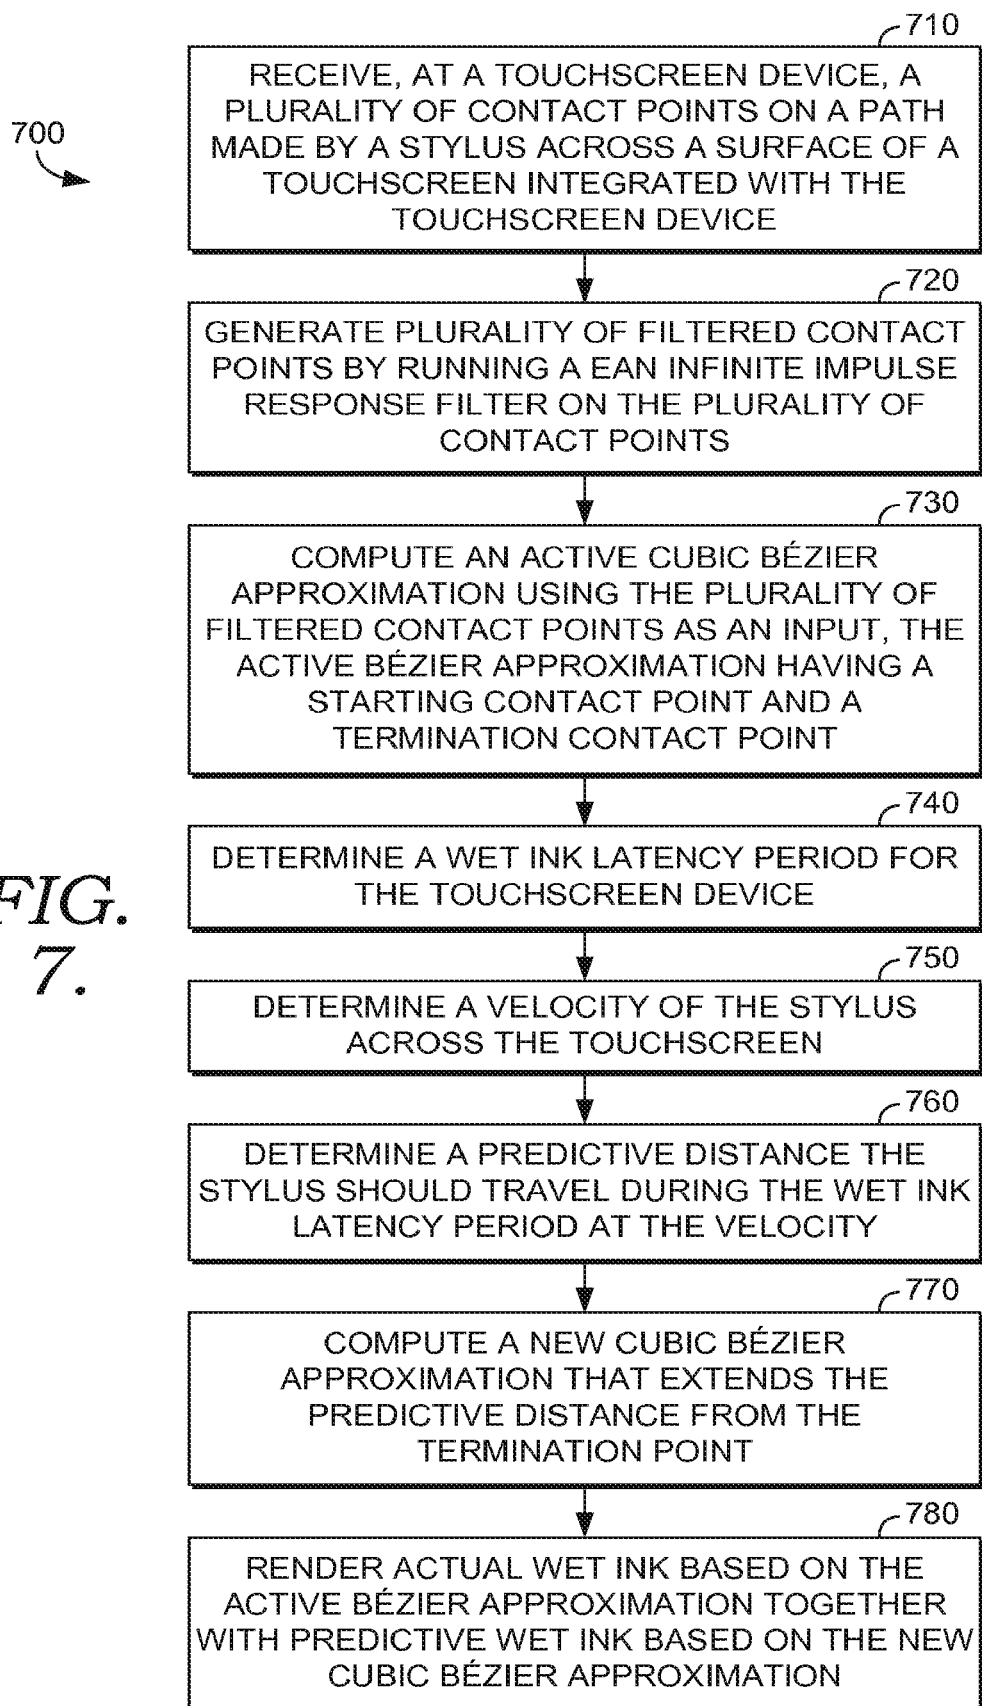 710
RECEIVE, AT A TOUCHSCREEN DEVICE, A
PLURALITY OF CONTACT POINTS ON A PATH
MADE BY A STYLUS ACROSS A SURFACE OF A
TOUCHSCREEN INTEGRATED WITH THE
TOUCHSCREEN DEVICE
700
720
GENERATE PLURALITY OF FILTERED CONTACT
POINTS BY RUNNING A EAN INFINITE IMPULSE
RESPONSE FILTER ON THE PLURALITY OF
CONTACT POINTS
730
COMPUTE AN ACTIVE CUBIC BÉZIER
APPROXIMATION USING THE PLURALITY OF
FILTERED CONTACT POINTS AS AN INPUT, THE
ACTIVE BÉZIER APPROXIMATION HAVING A
STARTING CONTACT POINT AND A
TERMINATION CONTACT POINT
740
DETERMINE A WET INK LATENCY PERIOD FOR
THE TOUCHSCREEN DEVICE
FIG.
7.
750
DETERMINE A VELOCITY OF THE STYLUS
ACROSS THE TOUCHSCREEN
760
DETERMINE A PREDICTIVE DISTANCE THE
STYLUS SHOULD TRAVEL DURING THE WET INK
LATENCY PERIOD AT THE VELOCITY
770
COMPUTE A NEW CUBIC BÉZIER
APPROXIMATION THAT EXTENDS THE
PREDICTIVE DISTANCE FROM THE
TERMINATION POINT
780
RENDER ACTUAL WET INK BASED ON THE
ACTIVE BÉZIER APPROXIMATION TOGETHER
WITH PREDICTIVE WET INK BASED ON THE NEW
CUBIC BÉZIER APPROXIMATION